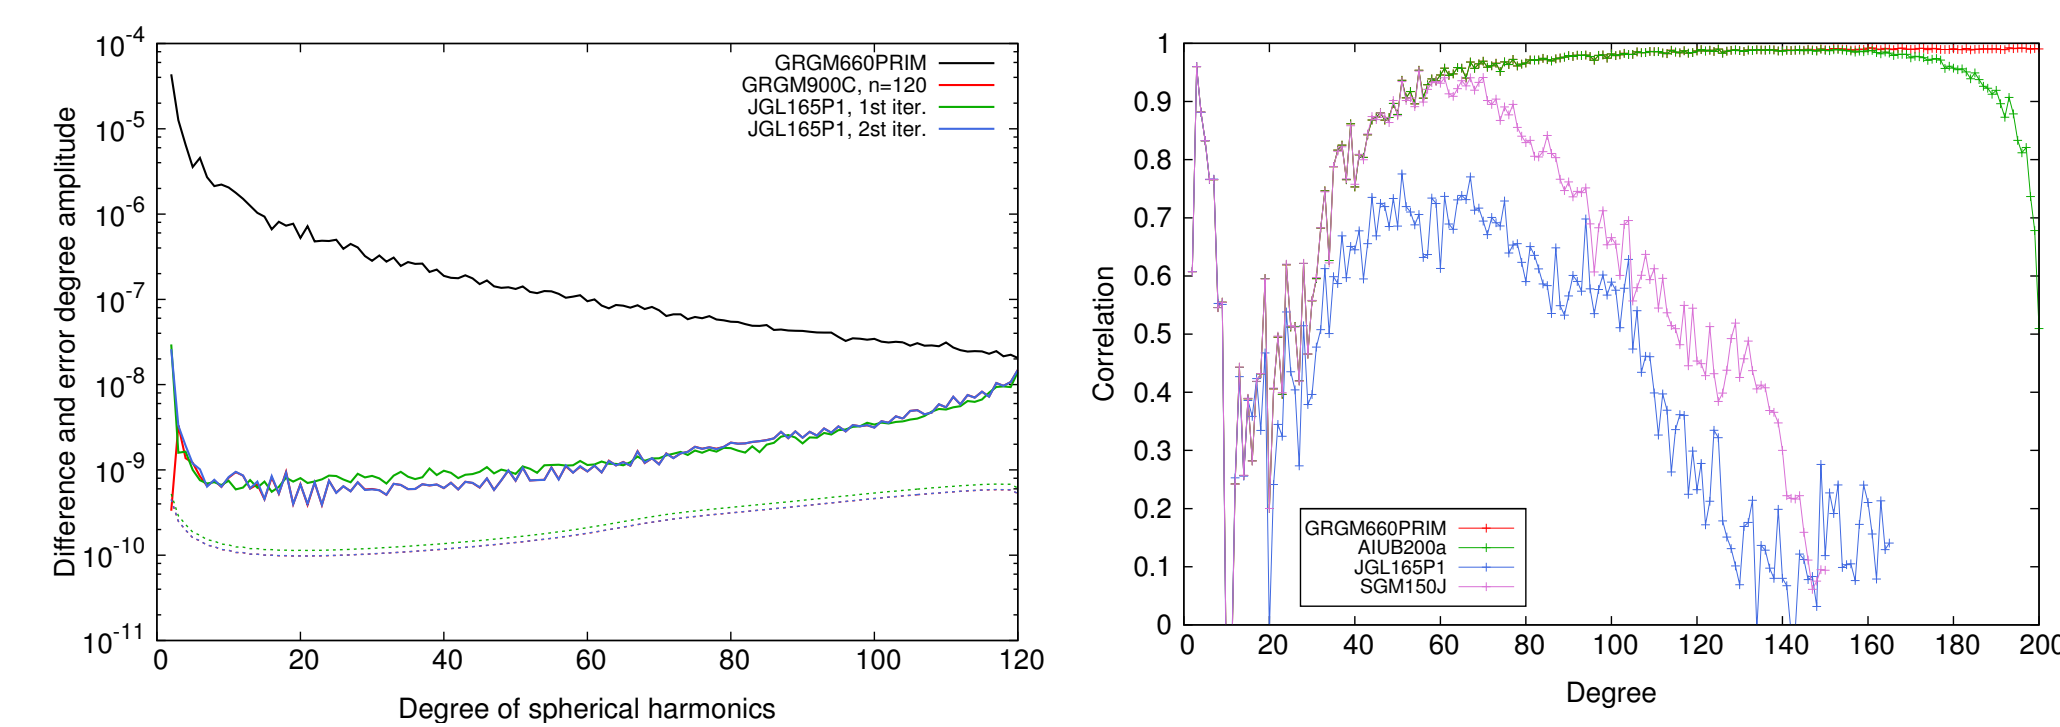 Difference and error degree amplitude
10-4
10-5
10-6
10-7
10-8
10-9
10-10
10-11
GRGM660PRIM
GRGM900C, n=120
JGL165P1, 1st iter.
JGL165P1, 2st iter.
0 20 40 60 80 100 120
Degree of spherical harmonics
Correlation
1
0.9
0.8
0.7
0.6
0.5
0.4
0.3
0.2
0.1
0
GRGM660PRIM
AIUB200a
JGL165P1
SGM150J
0 20 40 60 80 100 120 140 160 180 200
Degree